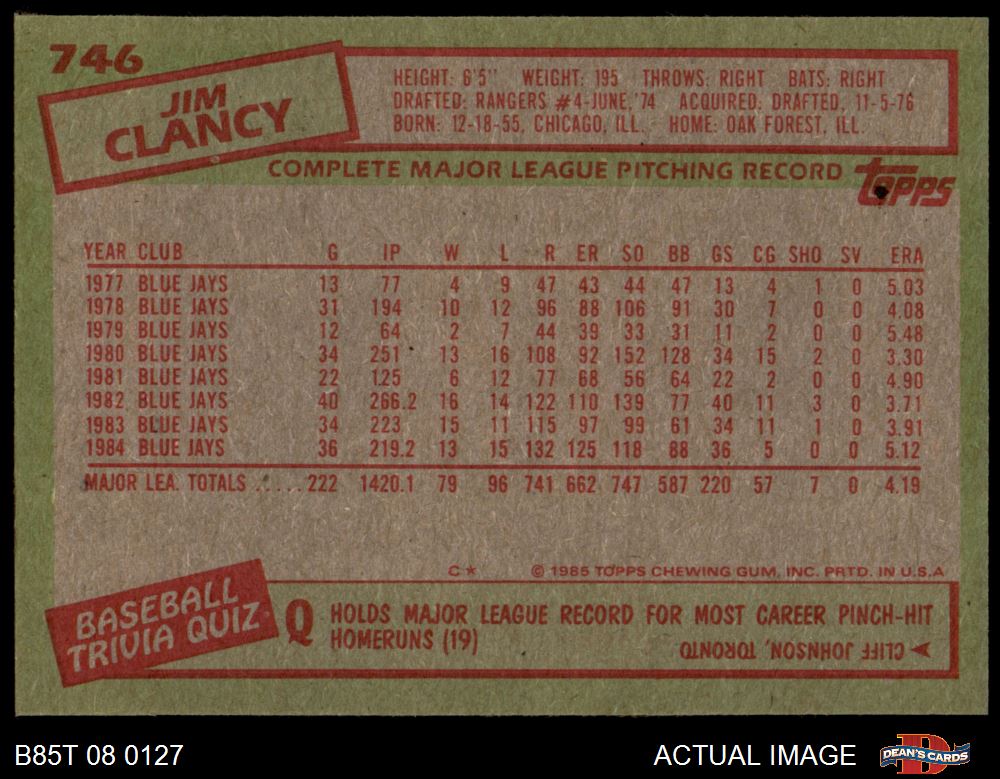 746
JIM
CLANCY
HEIGHT: 6'5" WEIGHT: 195 THROWS: RIGHT BATS: RIGHT
DRAFTED: RANGERS #4-JUNE,'74 ACQUIRED: DRAFTED, 11-5-76
BORN: 12-18-55, CHICAGO, ILL. HOME: OAK FOREST, ILL.
COMPLETE MAJOR LEAGUE PITCHING RECORD
TOPPS
YEAR CLUB G IP W L R ER SO BB GS CG SHO SV ERA
1977 BLUE JAYS 13 77 4 9 47 43 44 47 13 4 1 0 5.03
1978 BLUE JAYS 31 194 10 12 96 88 106 91 30 7 0 0 4.08
1979 BLUE JAYS 12 64 2 7 44 39 33 31 11 2 0 0 5.48
1980 BLUE JAYS 34 251 13 16 108 92 152 128 34 15 2 0 3.30
1981 BLUE JAYS 22 125 6 12 77 68 56 64 22 2 0 0 4.90
1982 BLUE JAYS 40 266.2 16 14 122 110 139 77 40 11 3 0 3.71
1983 BLUE JAYS 34 223 15 11 115 97 99 61 34 11 1 0 3.91
1984 BLUE JAYS 36 219.2 13 15 132 125 118 88 36 5 0 0 5.12
MAJOR LEA. TOTALS ..... 222 1420.1 79 96 741 662 747 587 220 57 7 0 4.19
C* © 1985 TOPPS CHEWING GUM, INC. PRTD. IN U.S.A
BASEBALL
TRIVIA QUIZ
Q HOLDS MAJOR LEAGUE RECORD FOR MOST CAREER PINCH-HIT
HOMERUNS (19)
A CLIFF JOHNSON, TORONTO
B85T 08 0127
ACTUAL IMAGE
DEAN'S CARDS